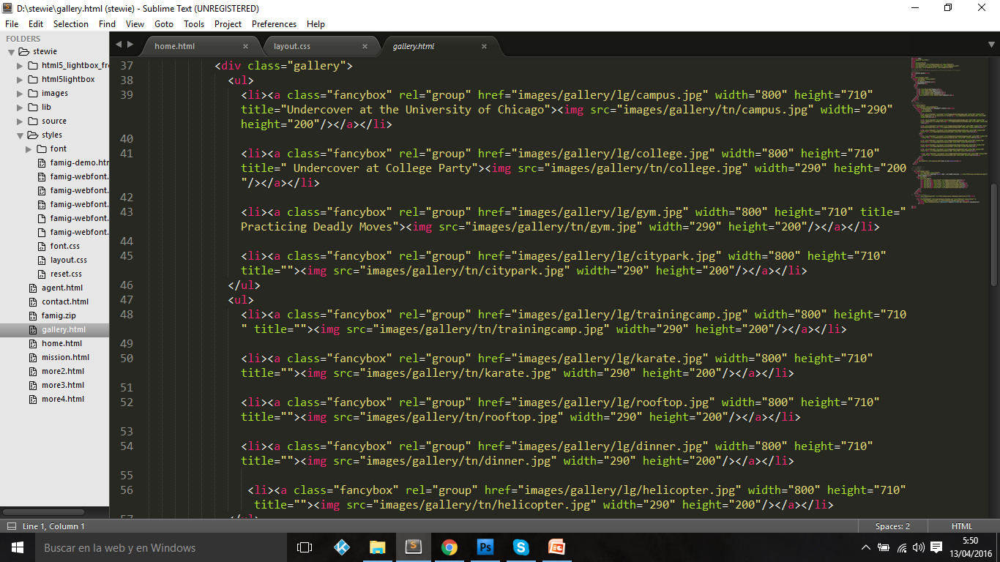 D:\stewie\gallery.html (stewie) - Sublime Text (UNREGISTERED)
File Edit Selection Find View Goto Tools Project Preferences Help
FOLDERS
stewie
html5_lightbox_fr
html5lightbox
images
lib
source
styles
font
famig-demo.htr
famig-webfont.
famig-webfont.
famig-webfont.
famig-webfont.
famig-webfont.
font.css
layout.css
reset.css
agent.html
contact.html
famig.zip
gallery.html
home.html
mission.html
more2.html
more3.html
more4.html
home.html × layout.css × gallery.html ×
37 <div class="gallery">
38 <ul>
39 <li><a class="fancybox" rel="group" href="images/gallery/lg/campus.jpg" width="800" height="710"
title="Undercover at the University of Chicago"><img src="images/gallery/tn/campus.jpg" width="290"
height="200"/></a></li>
40
41 <li><a class="fancybox" rel="group" href="images/gallery/lg/college.jpg" width="800" height="710"
title=" Undercover at College Party"><img src="images/gallery/tn/college.jpg" width="290" height="200
"/></a></li>
42
43 <li><a class="fancybox" rel="group" href="images/gallery/lg/gym.jpg" width="800" height="710" title="
Practicing Deadly Moves"><img src="images/gallery/tn/gym.jpg" width="290" height="200"/></a></li>
44
45 <li><a class="fancybox" rel="group" href="images/gallery/lg/citypark.jpg" width="800" height="710"
title=""><img src="images/gallery/tn/citypark.jpg" width="290" height="200"/></a></li>
46 </ul>
47 <ul>
48 <li><a class="fancybox" rel="group" href="images/gallery/lg/trainingcamp.jpg" width="800" height="710
" title=""><img src="images/gallery/tn/trainingcamp.jpg" width="290" height="200"/></a></li>
49
50 <li><a class="fancybox" rel="group" href="images/gallery/lg/karate.jpg" width="800" height="710"
title=""><img src="images/gallery/tn/karate.jpg" width="290" height="200"/></a></li>
51
52 <li><a class="fancybox" rel="group" href="images/gallery/lg/rooftop.jpg" width="800" height="710"
title=""><img src="images/gallery/tn/rooftop.jpg" width="290" height="200"/></a></li>
53
54 <li><a class="fancybox" rel="group" href="images/gallery/lg/dinner.jpg" width="800" height="710"
title=""><img src="images/gallery/tn/dinner.jpg" width="290" height="200"/></a></li>
55
56 <li><a class="fancybox" rel="group" href="images/gallery/lg/helicopter.jpg" width="800" height="710"
title=""><img src="images/gallery/tn/helicopter.jpg" width="290" height="200"/></a></li>
57 </ul>
Line 1, Column 1 Spaces: 2 HTML
Buscar en la web y en Windows
5:50
13/04/2016